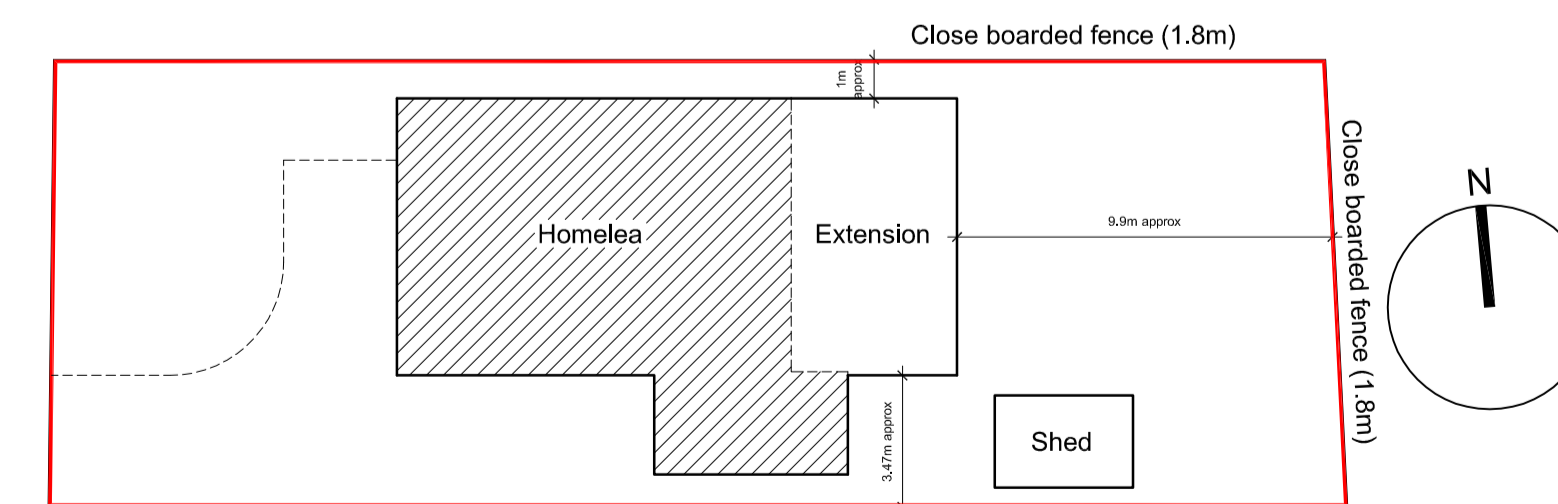 Close boarded fence (1.8m)
1m
approx
Homelea
Extension
9.9m approx
Close boarded fence (1.8m)
N
3.47m approx
Shed